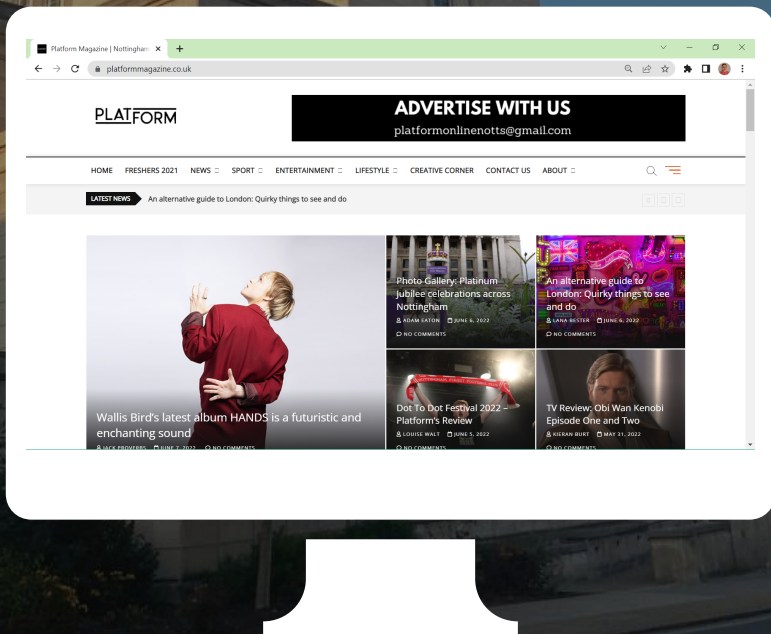 Platform Magazine | Nottingham
platformmagazine.co.uk
PLATFORM
ADVERTISE WITH US
platformonlinenotts@gmail.com
HOME FRESHERS 2021 NEWS SPORT ENTERTAINMENT LIFESTYLE CREATIVE CORNER CONTACT US ABOUT
LATEST NEWS An alternative guide to London: Quirky things to see and do
Wallis Bird's latest album HANDS is a futuristic and
enchanting sound
JACK PROVERBS JUNE 7, 2022 NO COMMENTS
Photo Gallery: Platinum
Jubilee celebrations across
Nottingham
ADAM EATON JUNE 6, 2022
NO COMMENTS
An alternative guide to
London: Quirky things to see
and do
LANA BESTER JUNE 6, 2022
NO COMMENTS
Dot To Dot Festival 2022 –
Platform's Review
LOUISE WALT JUNE 5, 2022
NO COMMENTS
TV Review: Obi Wan Kenobi
Episode One and Two
KIERAN BURT MAY 31, 2022
NO COMMENTS